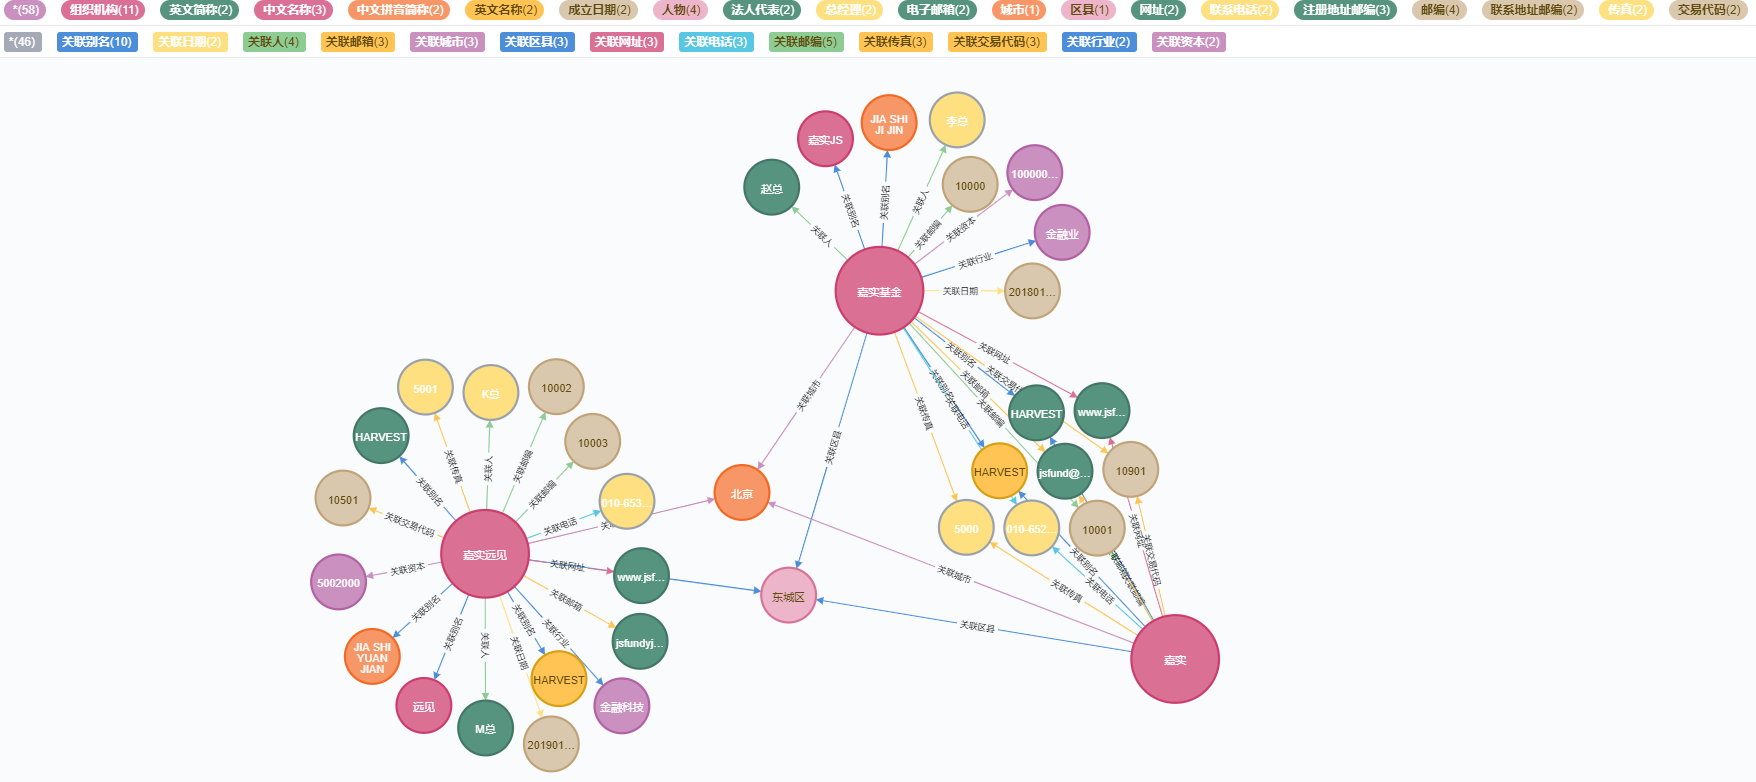 *(58) 组织机构(11) 英文简称(2) 中文名称(3) 中文拼音简称(2) 英文名称(2) 成立日期(2) 人物(4) 法人代表(2) 总经理(2) 电子邮箱(2) 城市(1) 区县(1) 网址(2) 联系电话(2) 注册地址邮编(3) 邮编(4) 联系地址邮编(2) 传真(2) 交易代码(2)
*(46) 关联别名(10) 关联日期(2) 关联人(4) 关联邮箱(3) 关联城市(3) 关联区县(3) 关联网址(3) 关联电话(3) 关联邮编(5) 关联传真(3) 关联交易代码(3) 关联行业(2) 关联资本(2)
嘉实JS
JIA SHI
JI JIN
李总
赵总
10000
100000...
金融业
201801...
嘉实基金
关联人
关联别名
关联别名
关联人
关联邮编
关联资本
关联行业
关联日期
关联网址
关联别名
关联交易代
关联邮箱
关联别名
关联邮编
关联电话
关联传真
关联城市
关联区县
HARVEST
www.jsf...
HARVEST
jsfund@...
10901
5000
010-652...
10001
北京
东城区
嘉实
关联网址
关联交易代码
关联别名
关联电话
关联传真
关联城市
关联区县
5001
K总
10002
HARVEST
10003
10501
010-653...
嘉实远见
关联传真
关联人
关联邮编
关联邮编
关联别名
关联交易代码
关联电话
关联网址
关联资本
关联邮箱
关联别名
关联别名
关联人
关联别名
关联行业
关联日期
5002000
www.jsf...
jsfundyj...
JIA SHI
YUAN
JIAN
远见
M总
HARVEST
金融科技
201901...